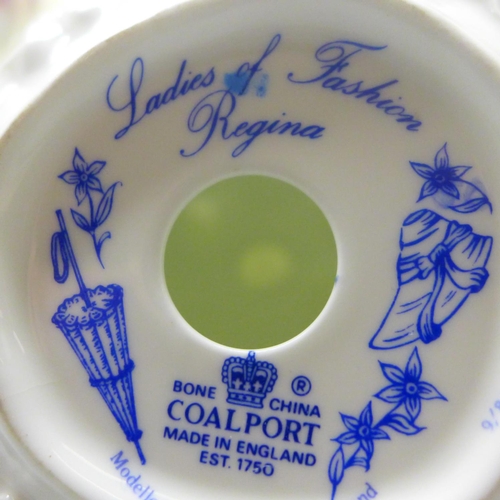 Ladies of Fashion
Regina
BONE CHINA ®
COALPORT
MADE IN ENGLAND
EST. 1750